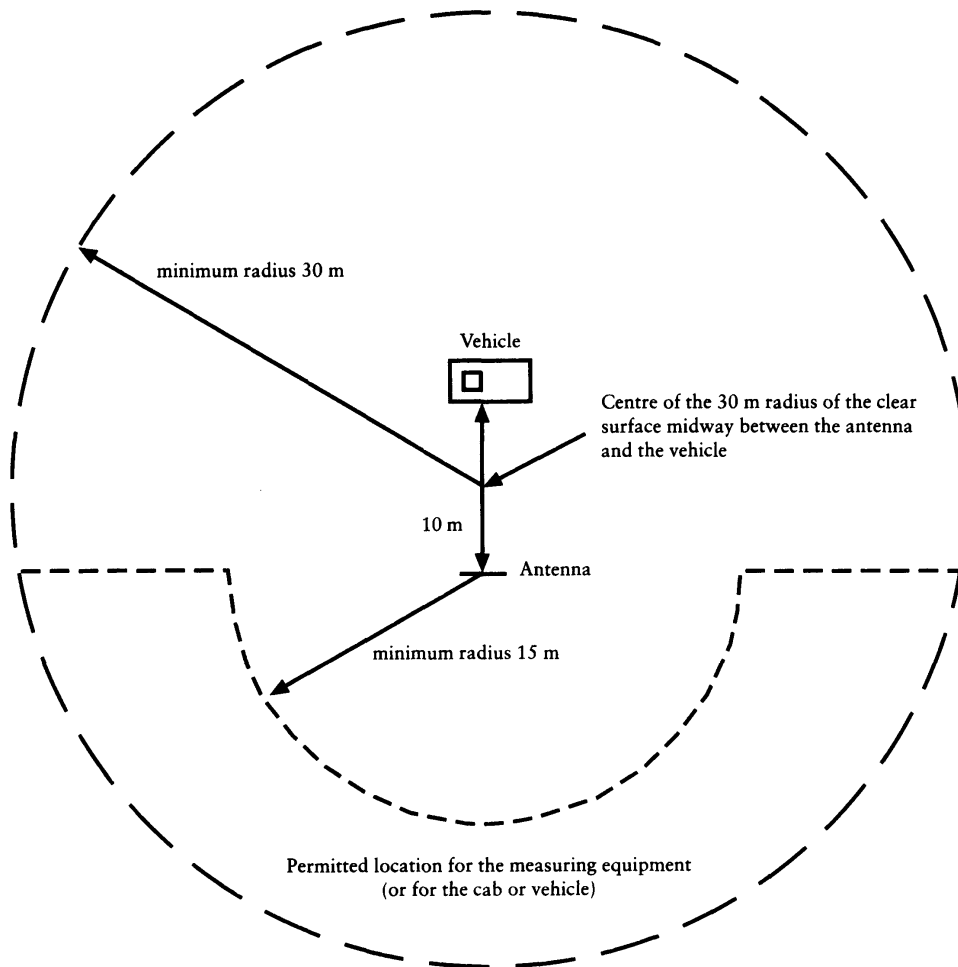 minimum radius 30 m
Vehicle
Centre of the 30 m radius of the clear
surface midway between the antenna
and the vehicle
10 m
Antenna
minimum radius 15 m
Permitted location for the measuring equipment
(or for the cab or vehicle)